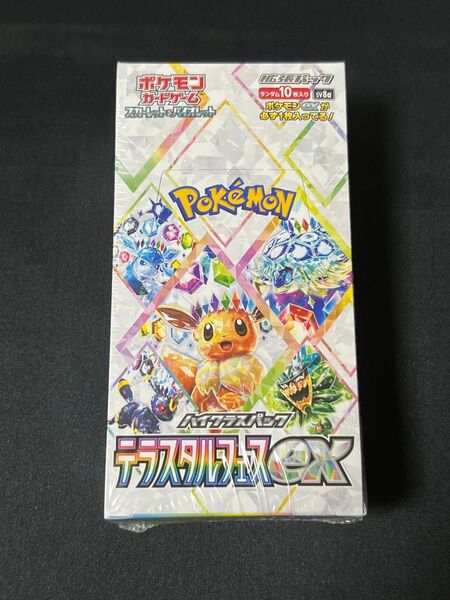 ポケモン
カードゲーム
スカーレット&バイオレット
拡張パック
ランダム10枚入り
SV8a
ポケモンexが
必ず1枚入ってる!
POKéMON
ハイクラスパック
テラスタルフェスex